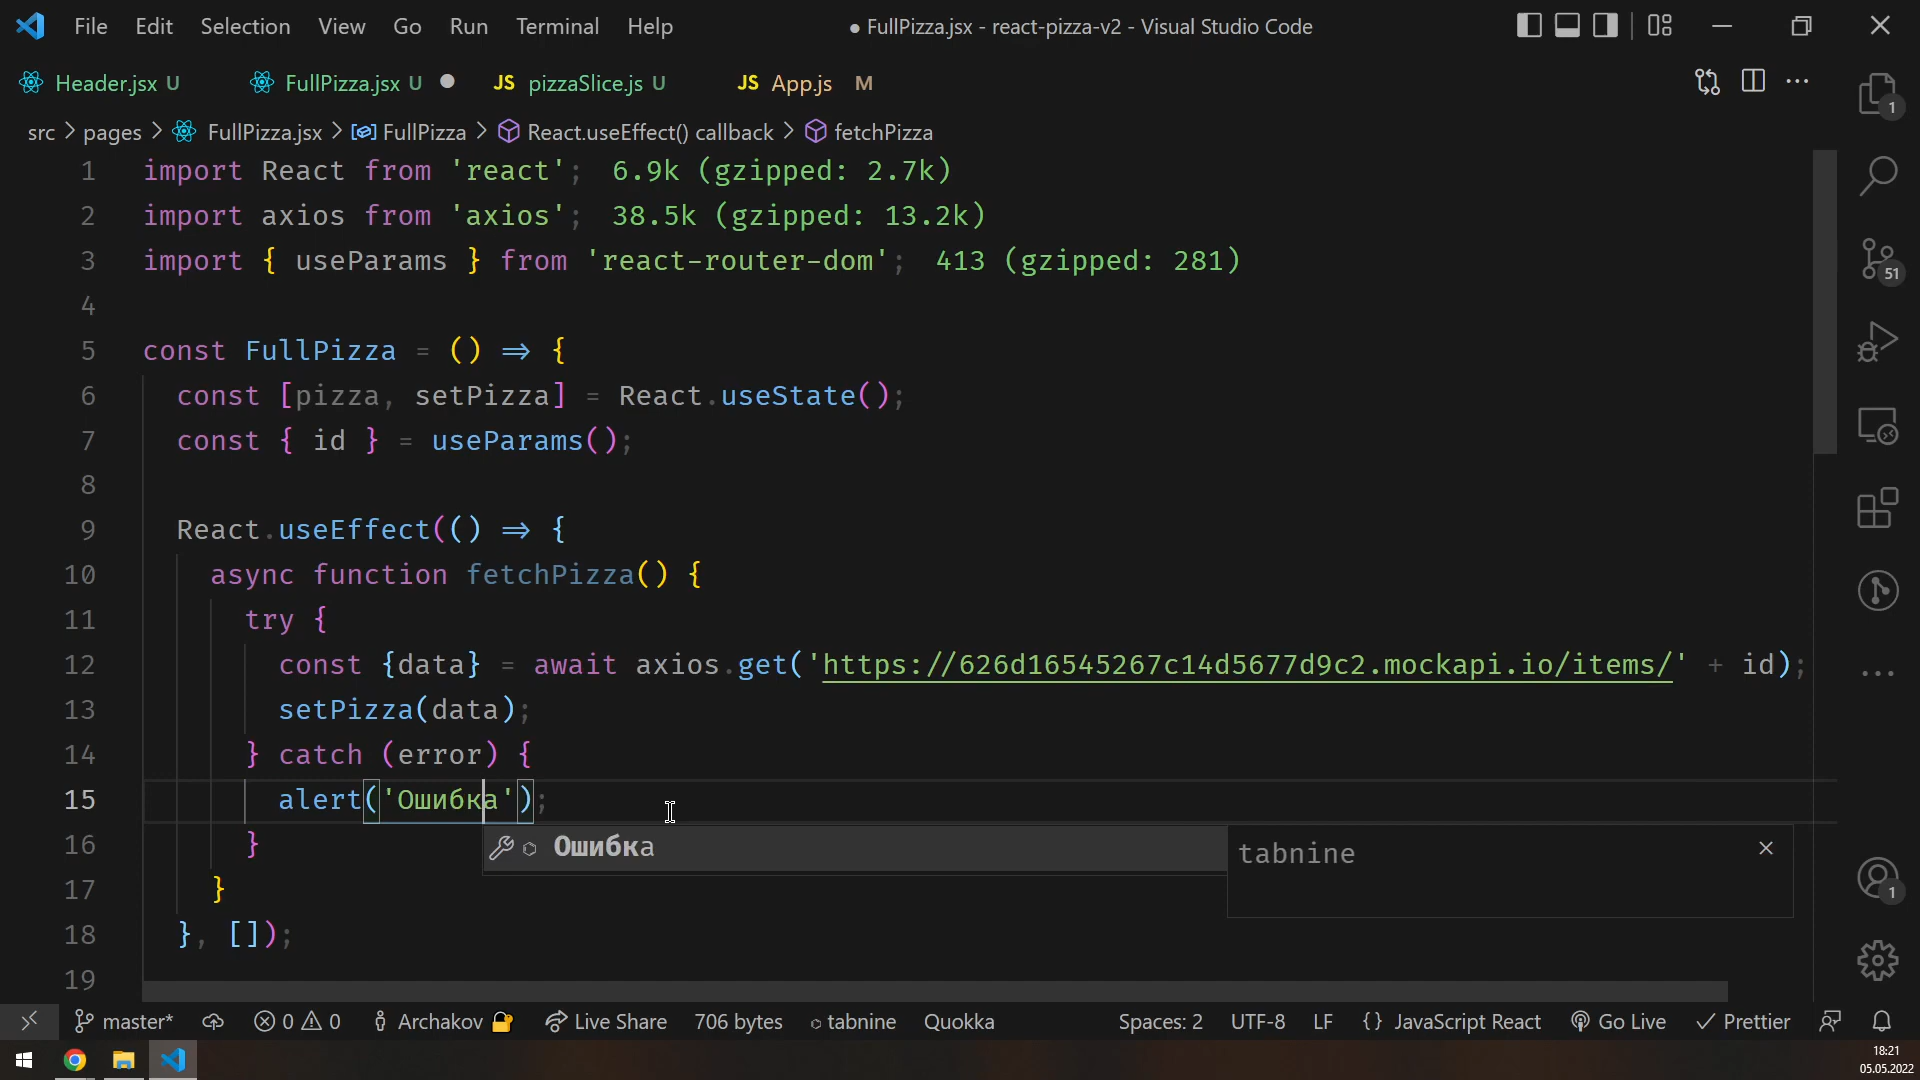 File Edit Selection View Go Run Terminal Help ● FullPizza.jsx - react-pizza-v2 - Visual Studio Code
Header.jsx U FullPizza.jsx U ● JS pizzaSlice.js U JS App.js M
src > pages > FullPizza.jsx > FullPizza > React.useEffect() callback > fetchPizza
1 import React from 'react'; 6.9k (gzipped: 2.7k)
2 import axios from 'axios'; 38.5k (gzipped: 13.2k)
3 import { useParams } from 'react-router-dom'; 413 (gzipped: 281)
4
5 const FullPizza = () => {
6 const [pizza, setPizza] = React.useState();
7 const { id } = useParams();
8
9 React.useEffect(() => {
10 async function fetchPizza() {
11 try {
12 const {data} = await axios.get('https://626d16545267c14d5677d9c2.mockapi.io/items/' + id);
13 setPizza(data);
14 } catch (error) {
15 alert('Ошибка');
16 }
Ошибка
tabnine
17 }
18 }, []);
19
1
51
1
master* 0 0 Archakov Live Share 706 bytes tabnine Quokka Spaces: 2 UTF-8 LF {} JavaScript React Go Live Prettier
18:21
05.05.2022